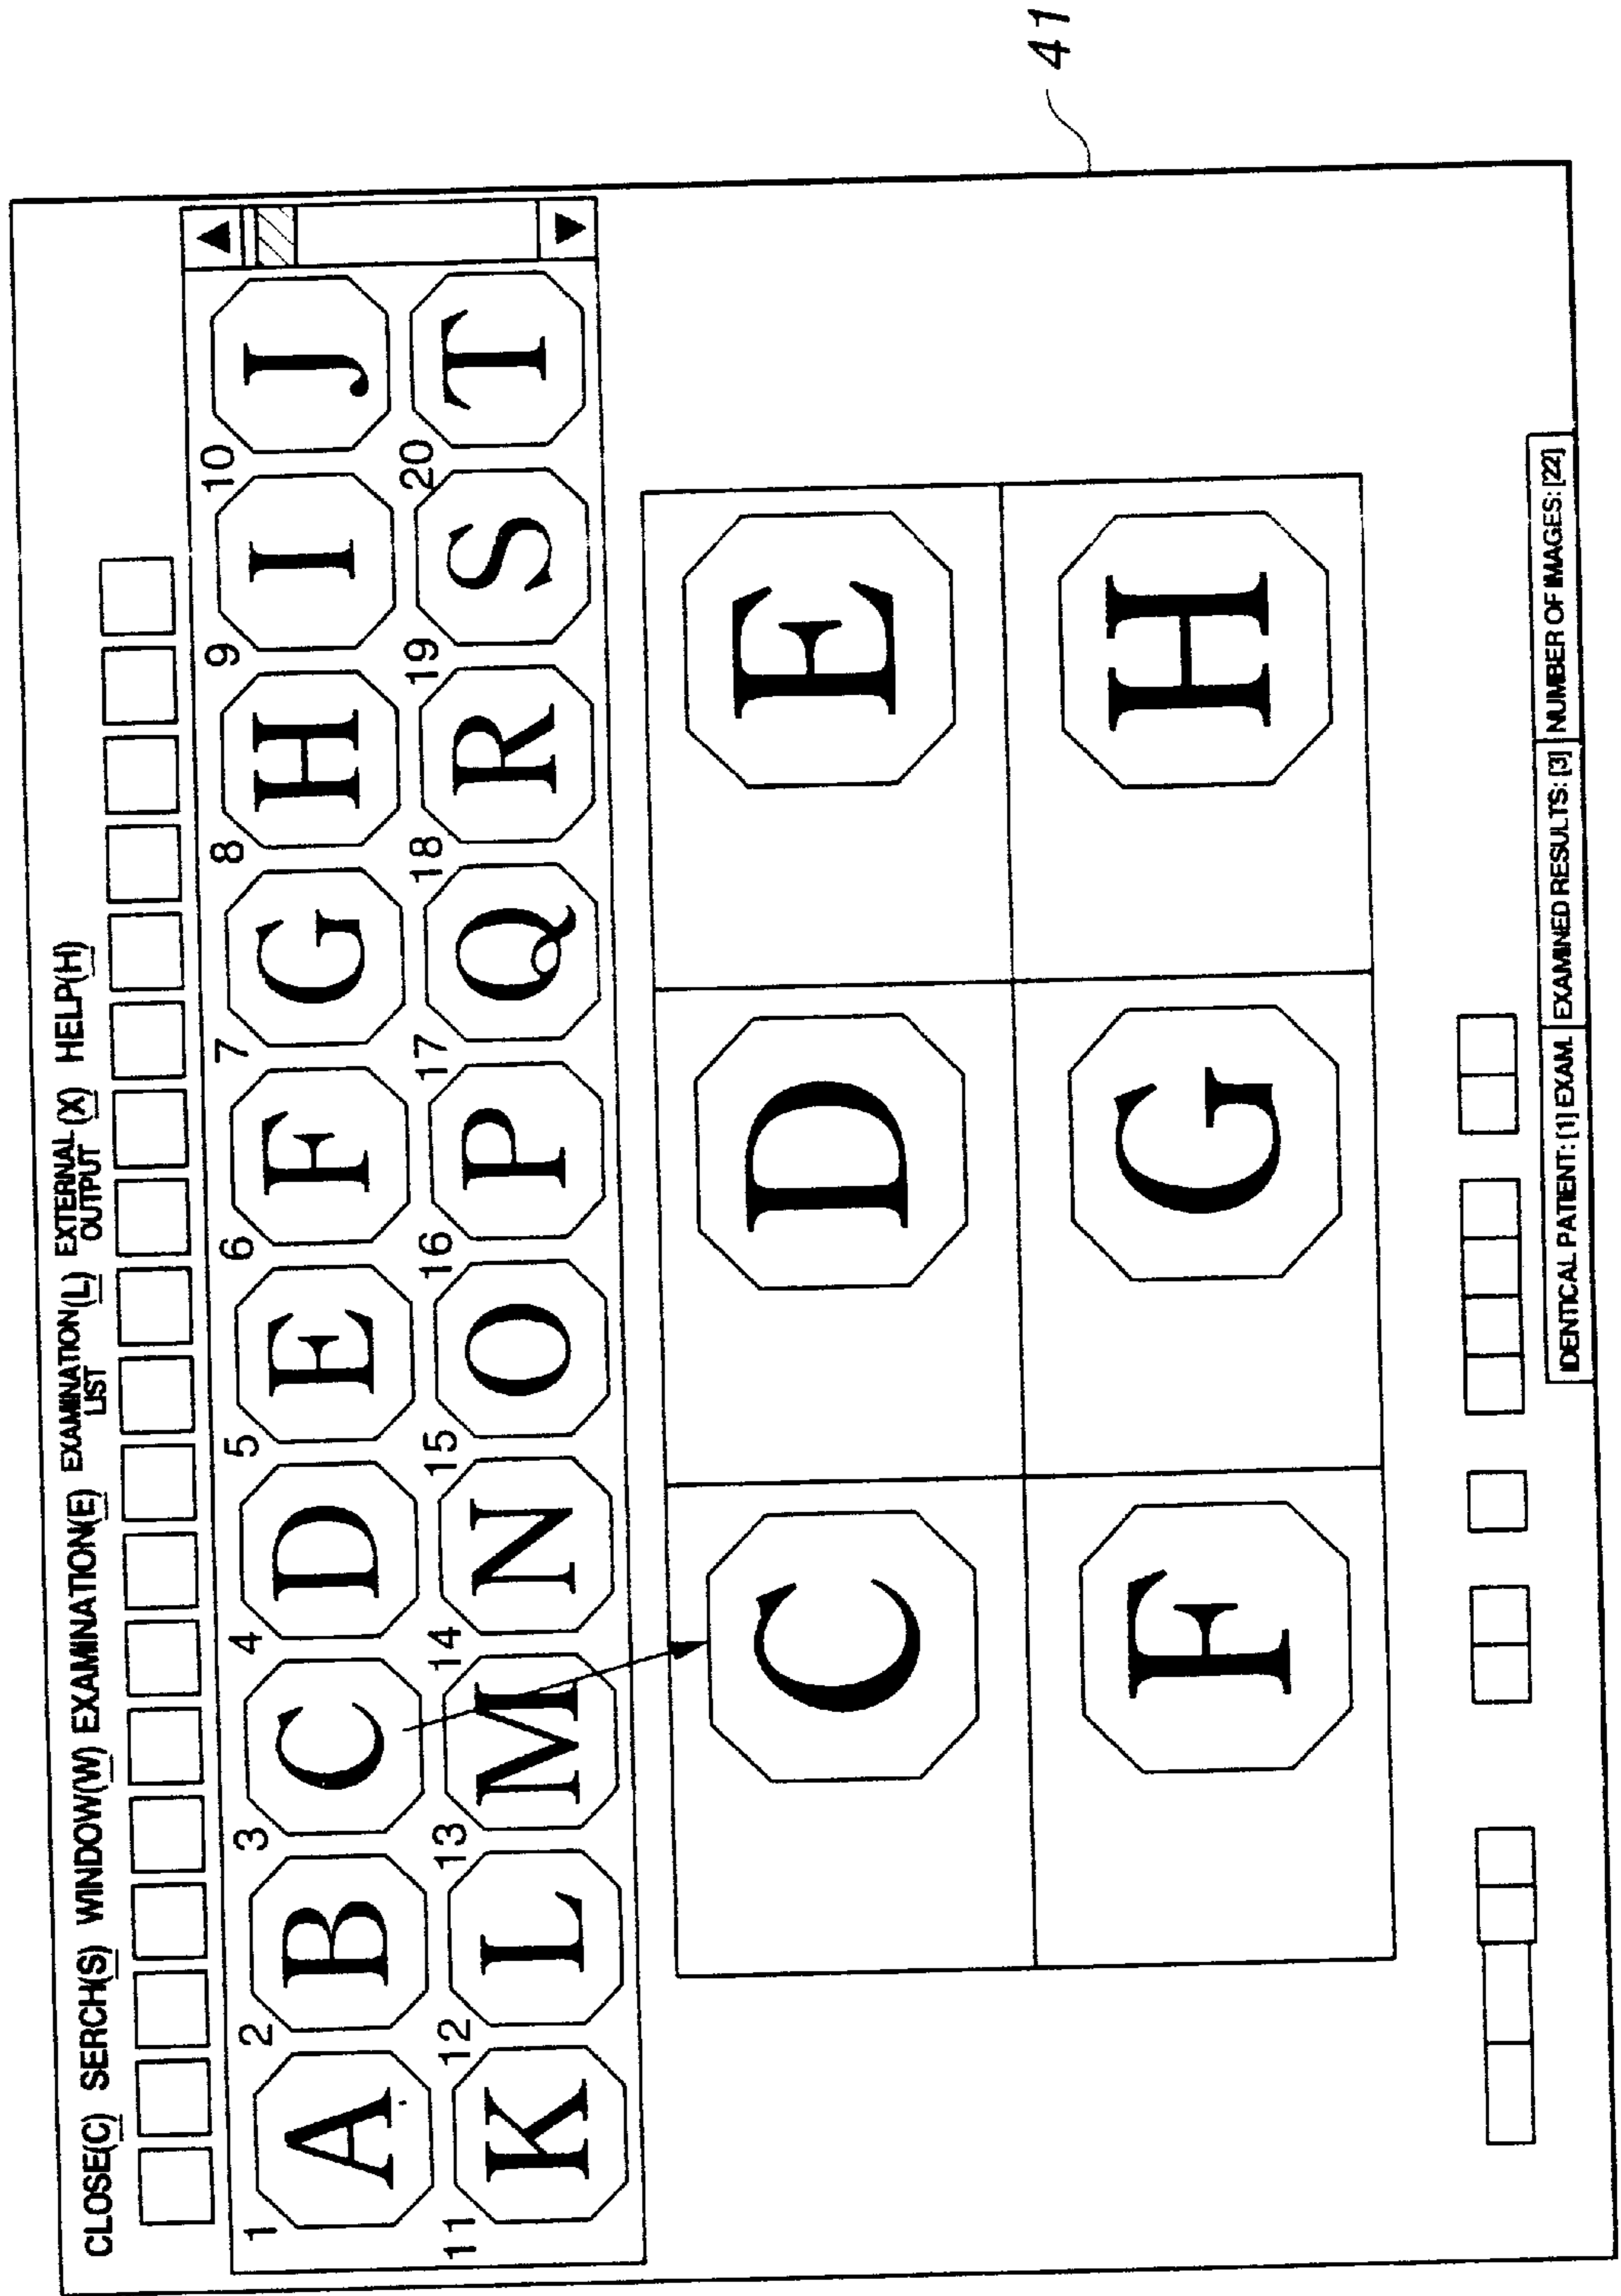 CLOSE(C) SERCH(S) WINDOW(W) EXAMINATION(E) EXAMINATION LIST (L) EXTERNAL OUTPUT (X) HELP(H)
1 2 3 4 5 6 7 8 9 10
A B C D E F G H I J
11 12 13 14 15 16 17 18 19 20
K L M N O P Q R S T
C D E
F G H
IDENTICAL PATIENT: [1] EXAM. EXAMINED RESULTS: [3] NUMBER OF IMAGES: [22]
41